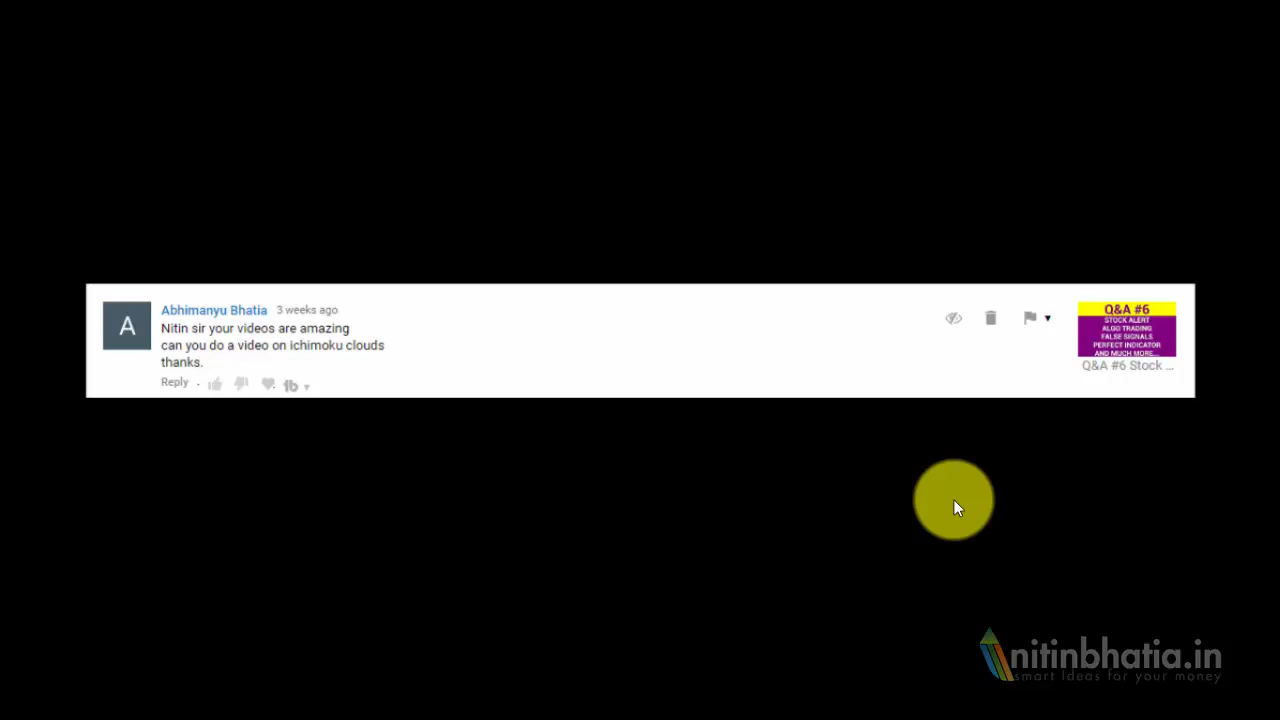 A
Abhimanyu Bhatia 3 weeks ago
Nitin sir your videos are amazing
can you do a video on ichimoku clouds
thanks.
Reply
Q&A #6
STOCK ALERT
ALGO TRADING
FALSE SIGNALS
PERFECT INDICATOR
AND MUCH MORE...
Q&A #6 Stock ...
nitinbhatia.in
smart Ideas for your money